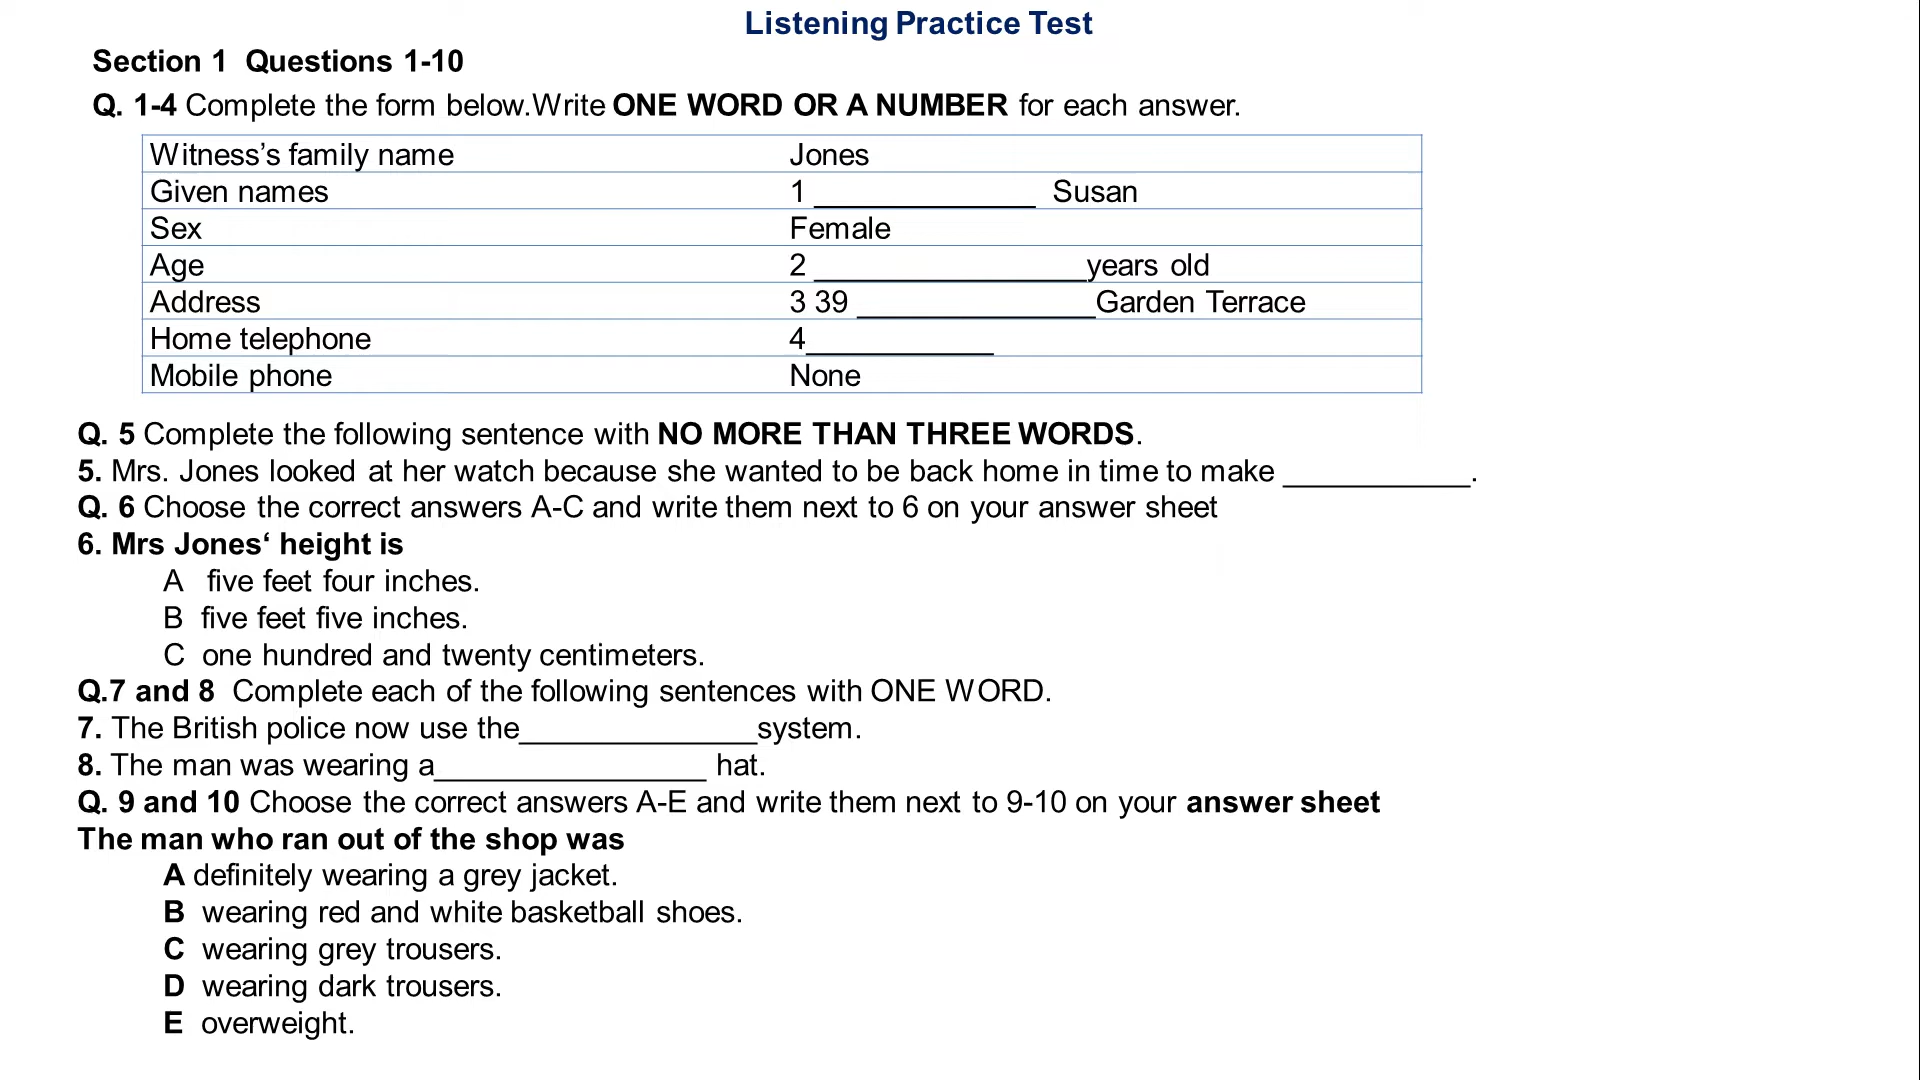 Listening Practice Test
Section 1  Questions 1-10
Q. 1-4 Complete the form below.Write ONE WORD OR A NUMBER for each answer.
Witness’s family name Jones
Given names 1 ______________ Susan
Sex Female
Age 2 _________________years old
Address 3 39 _______________Garden Terrace
Home telephone 4____________
Mobile phone None
Q. 5 Complete the following sentence with NO MORE THAN THREE WORDS.
5. Mrs. Jones looked at her watch because she wanted to be back home in time to make ____________.
Q. 6 Choose the correct answers A-C and write them next to 6 on your answer sheet
6. Mrs Jones‘ height is
A five feet four inches.
B five feet five inches.
C one hundred and twenty centimeters.
Q.7 and 8 Complete each of the following sentences with ONE WORD.
7. The British police now use the_______________system.
8. The man was wearing a_________________ hat.
Q. 9 and 10 Choose the correct answers A-E and write them next to 9-10 on your answer sheet
The man who ran out of the shop was
A definitely wearing a grey jacket.
B wearing red and white basketball shoes.
C wearing grey trousers.
D wearing dark trousers.
E overweight.